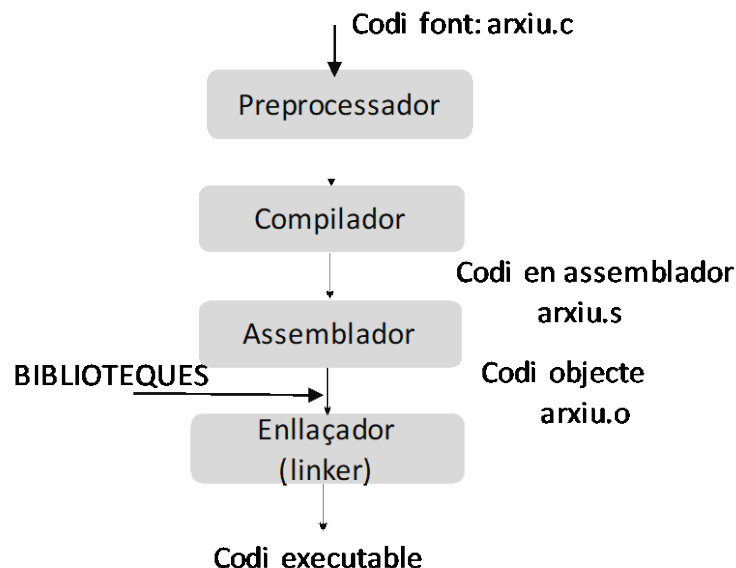 Codi font: arxiu.c
Preprocessador
Compilador
Codi en assemblador
arxiu.s
Assemblador
BIBLIOTEQUES
Codi objecte
arxiu.o
Enllaçador
(linker)
Codi executable